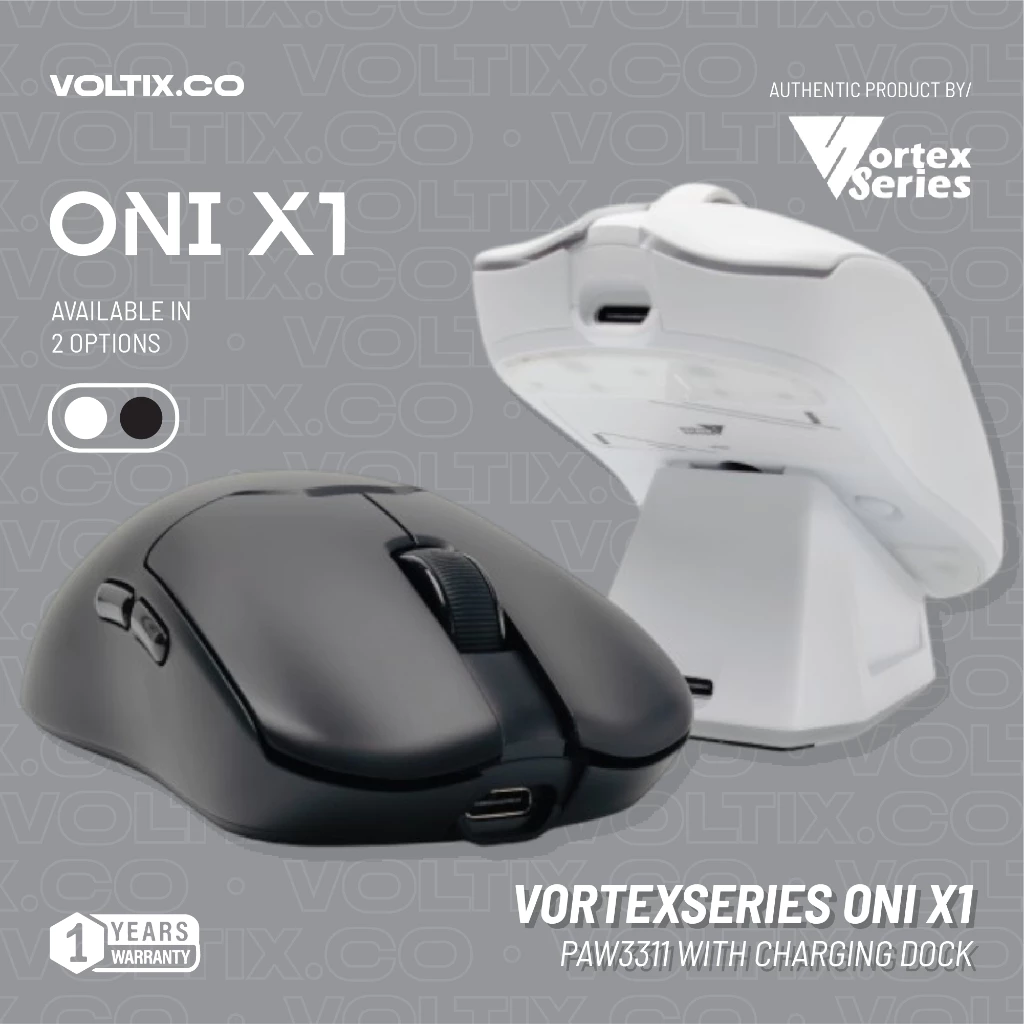 VOLTIX.CO
AUTHENTIC PRODUCT BY/
Vortex
Series
ONI X1
AVAILABLE IN
2 OPTIONS
VORTEXSERIES ONI X1
PAW3311 WITH CHARGING DOCK
1 YEARS
WARRANTY